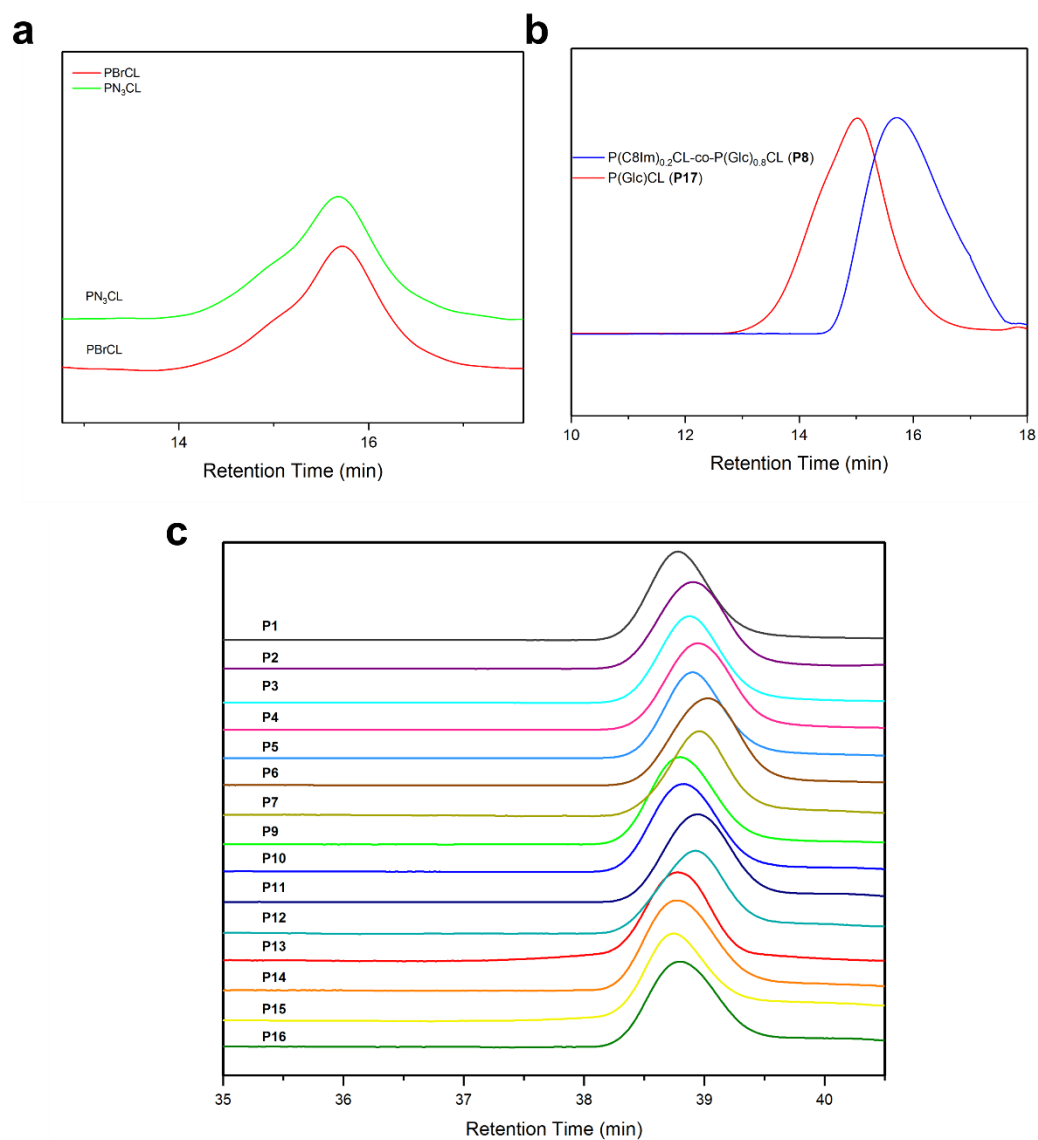 a
PBrCL
PN₃CL
PN₃CL
PBrCL
14
16
Retention Time (min)
b
P(C8Im)₀.₂CL-co-P(Glc)₀.₈CL (P8)
P(Glc)CL (P17)
10
12
14
16
18
Retention Time (min)
c
P1
P2
P3
P4
P5
P6
P7
P9
P10
P11
P12
P13
P14
P15
P16
35
36
37
38
39
40
Retention Time (min)